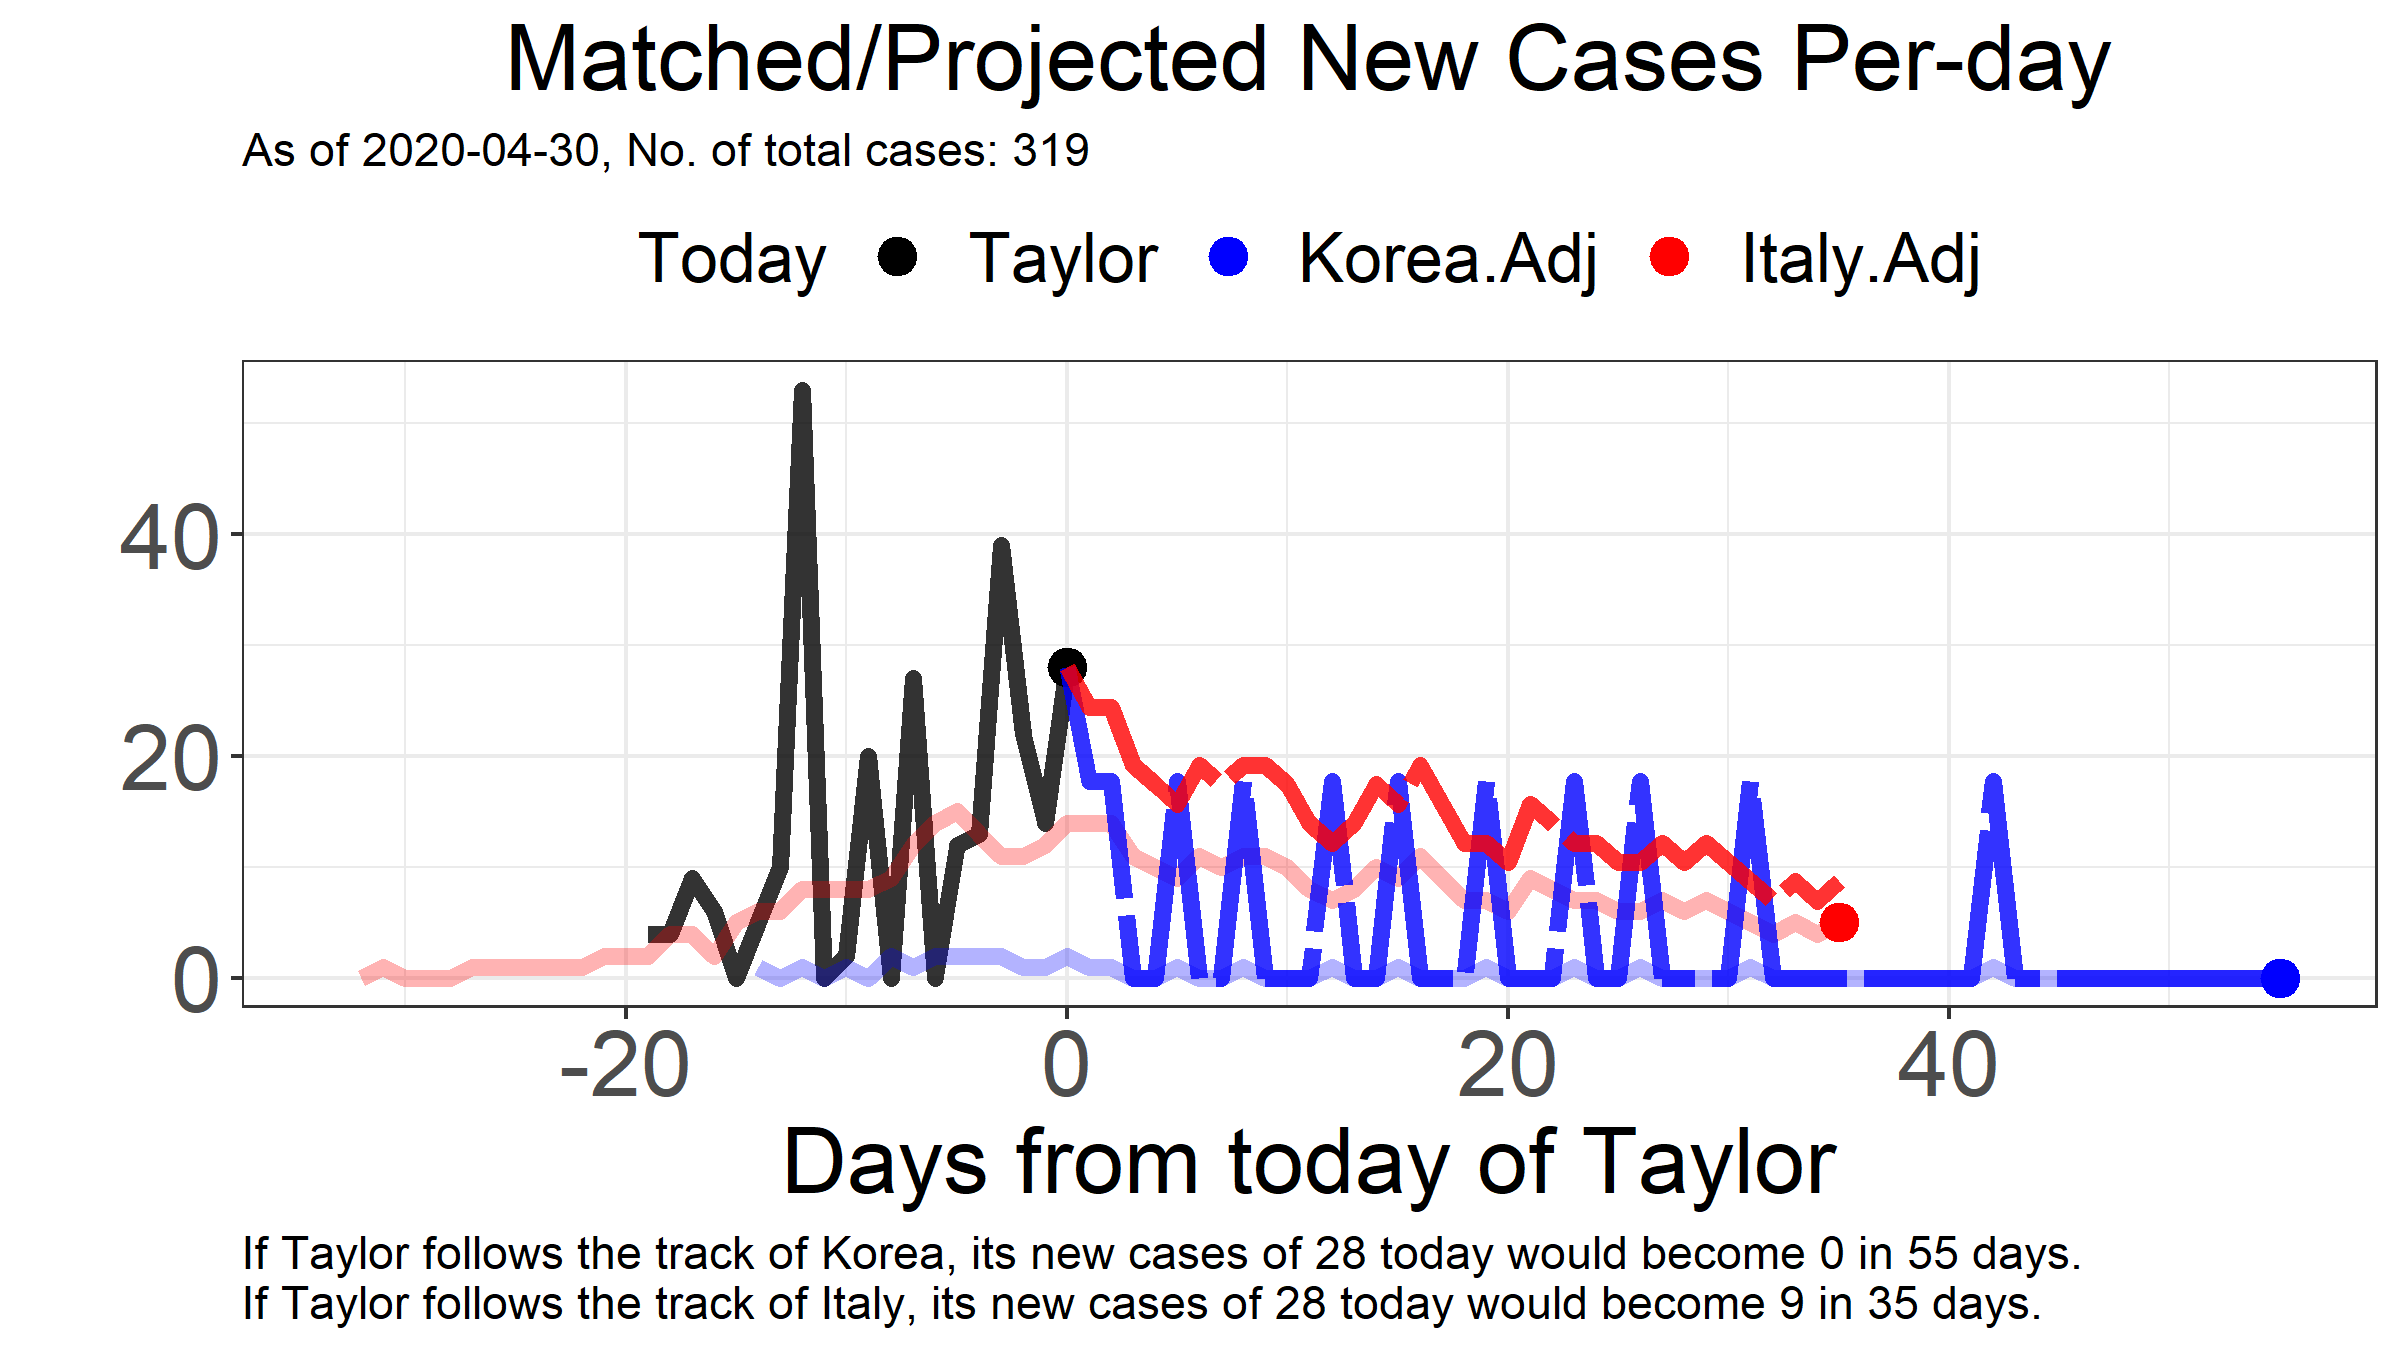 Matched/Projected New Cases Per-day
As of 2020-04-30, No. of total cases: 319
Today Taylor Korea.Adj Italy.Adj
40
20
0
-20 0 20 40
Days from today of Taylor
If Taylor follows the track of Korea, its new cases of 28 today would become 0 in 55 days.
If Taylor follows the track of Italy, its new cases of 28 today would become 9 in 35 days.